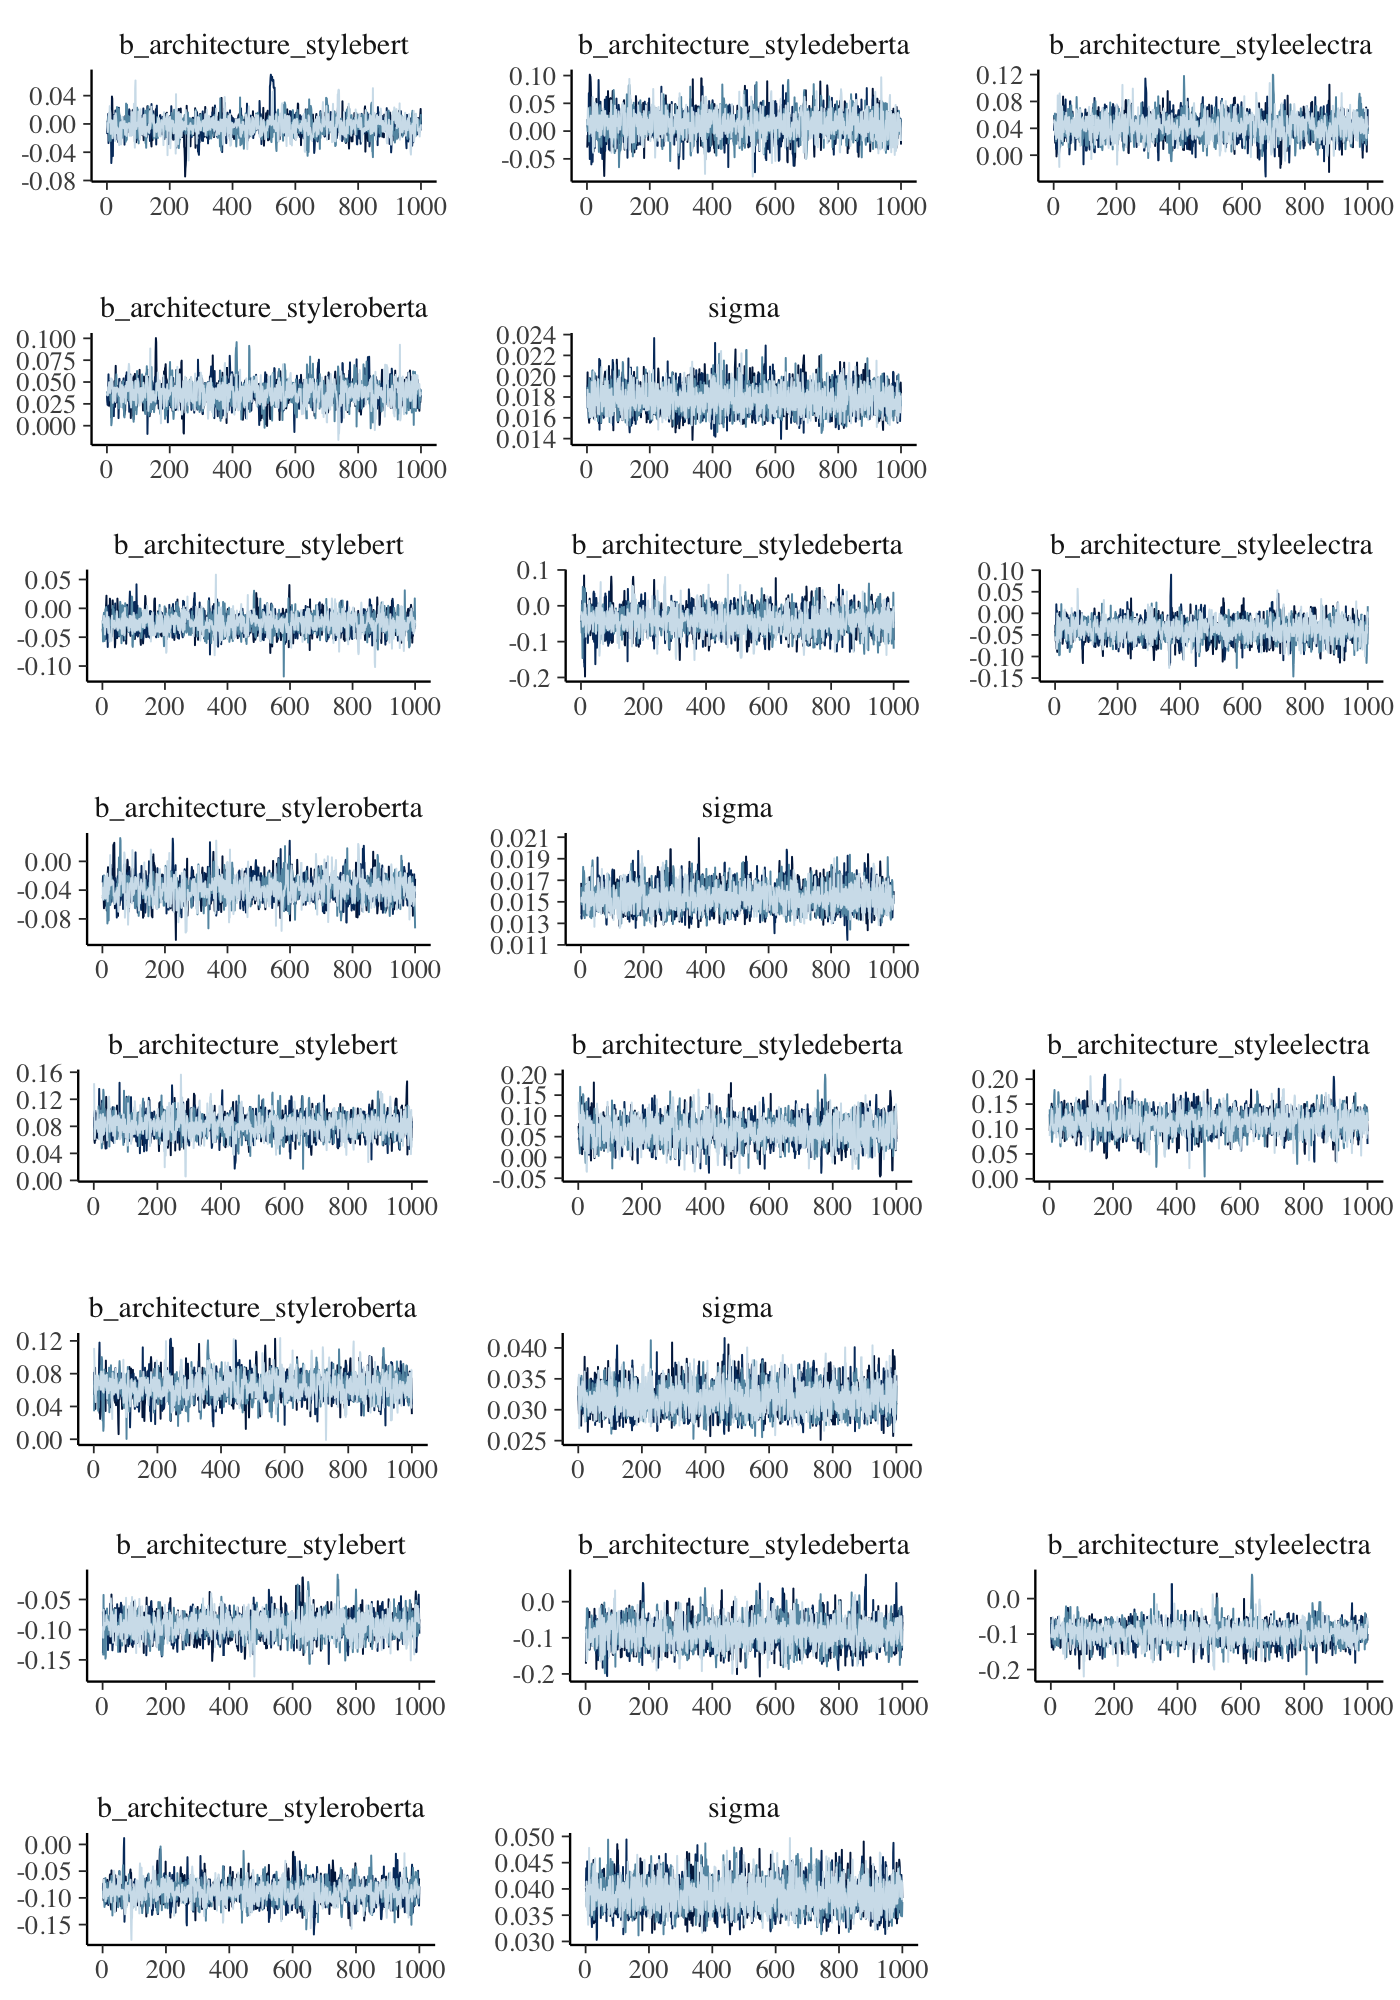 b_architecture_stylebert b_architecture_styledeberta b_architecture_styleelectra
0.04 0.10 0.12
0.00 0.05 0.08
-0.04 0.00 0.04
-0.08 -0.05 0.00
0 200 400 600 800 1000 0 200 400 600 800 1000 0 200 400 600 800 1000
b_architecture_styleroberta sigma
0.100 0.024
0.075 0.022
0.050 0.020
0.025 0.018
0.000 0.016
0.014
0 200 400 600 800 1000 0 200 400 600 800 1000
b_architecture_stylebert b_architecture_styledeberta b_architecture_styleelectra
0.05 0.1 0.10
0.00 0.0 0.05
-0.05 -0.1 0.00
-0.10 -0.2 -0.05
-0.10
-0.15
0 200 400 600 800 1000 0 200 400 600 800 1000 0 200 400 600 800 1000
b_architecture_styleroberta sigma
0.00 0.021
-0.04 0.019
-0.08 0.017
0.015
0.013
0.011
0 200 400 600 800 1000 0 200 400 600 800 1000
b_architecture_stylebert b_architecture_styledeberta b_architecture_styleelectra
0.16 0.20 0.20
0.12 0.15 0.15
0.08 0.10 0.10
0.04 0.05 0.05
0.00 0.00 0.00
-0.05
0 200 400 600 800 1000 0 200 400 600 800 1000 0 200 400 600 800 1000
b_architecture_styleroberta sigma
0.12 0.040
0.08 0.035
0.04 0.030
0.00 0.025
0 200 400 600 800 1000 0 200 400 600 800 1000
b_architecture_stylebert b_architecture_styledeberta b_architecture_styleelectra
-0.05 0.0 0.0
-0.10 -0.1 -0.1
-0.15 -0.2 -0.2
0 200 400 600 800 1000 0 200 400 600 800 1000 0 200 400 600 800 1000
b_architecture_styleroberta sigma
0.00 0.050
-0.05 0.045
-0.10 0.040
-0.15 0.035
0.030
0 200 400 600 800 1000 0 200 400 600 800 1000